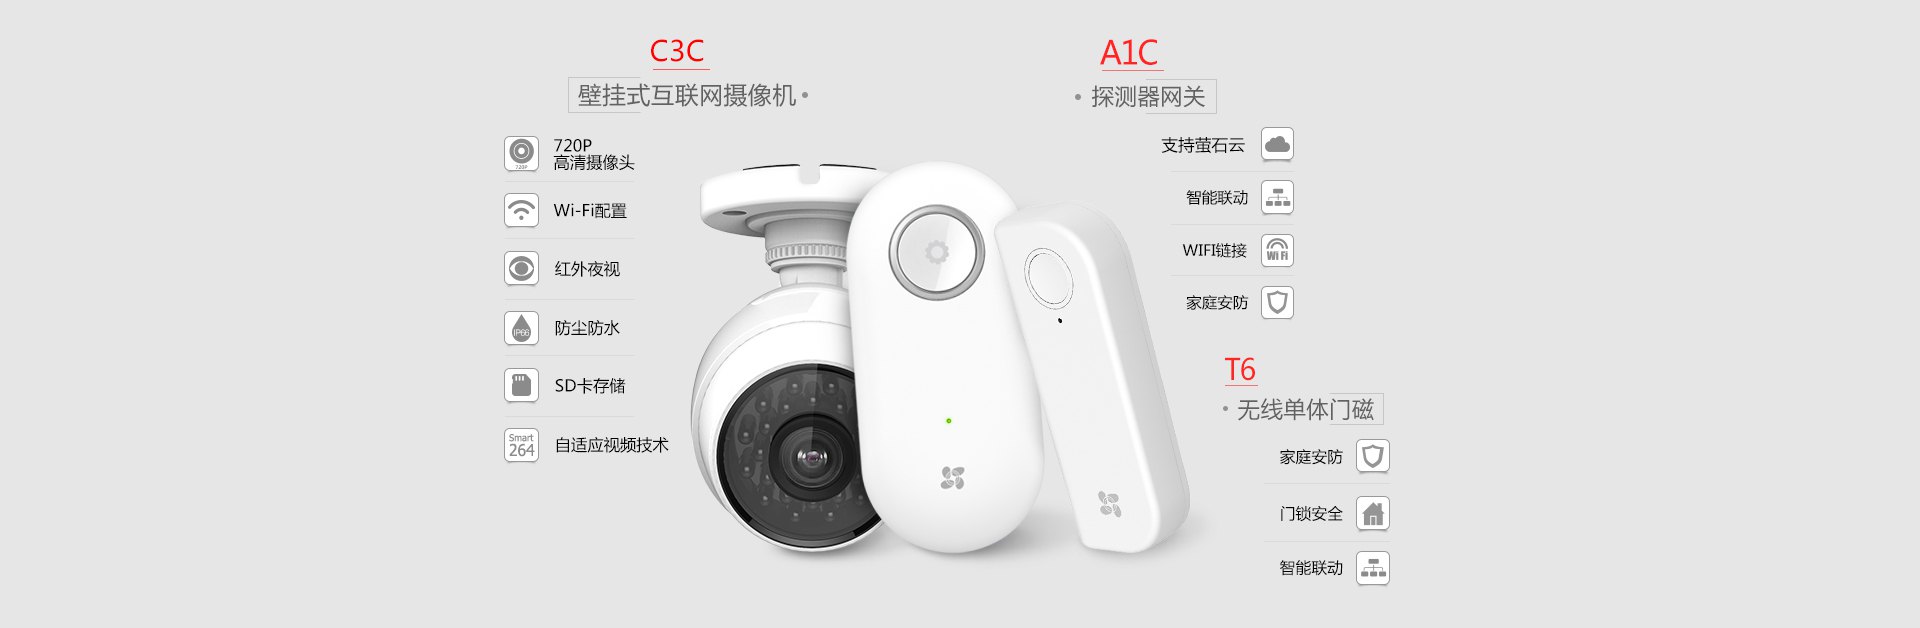 C3C
壁挂式互联网摄像机
720P
720P
高清摄像头
Wi-Fi配置
红外夜视
IP66
防尘防水
SD卡存储
Smart
264
自适应视频技术
A1C
探测器网关
支持萤石云
智能联动
WIFI链接
Wi Fi
家庭安防
T6
无线单体门磁
家庭安防
门锁安全
智能联动